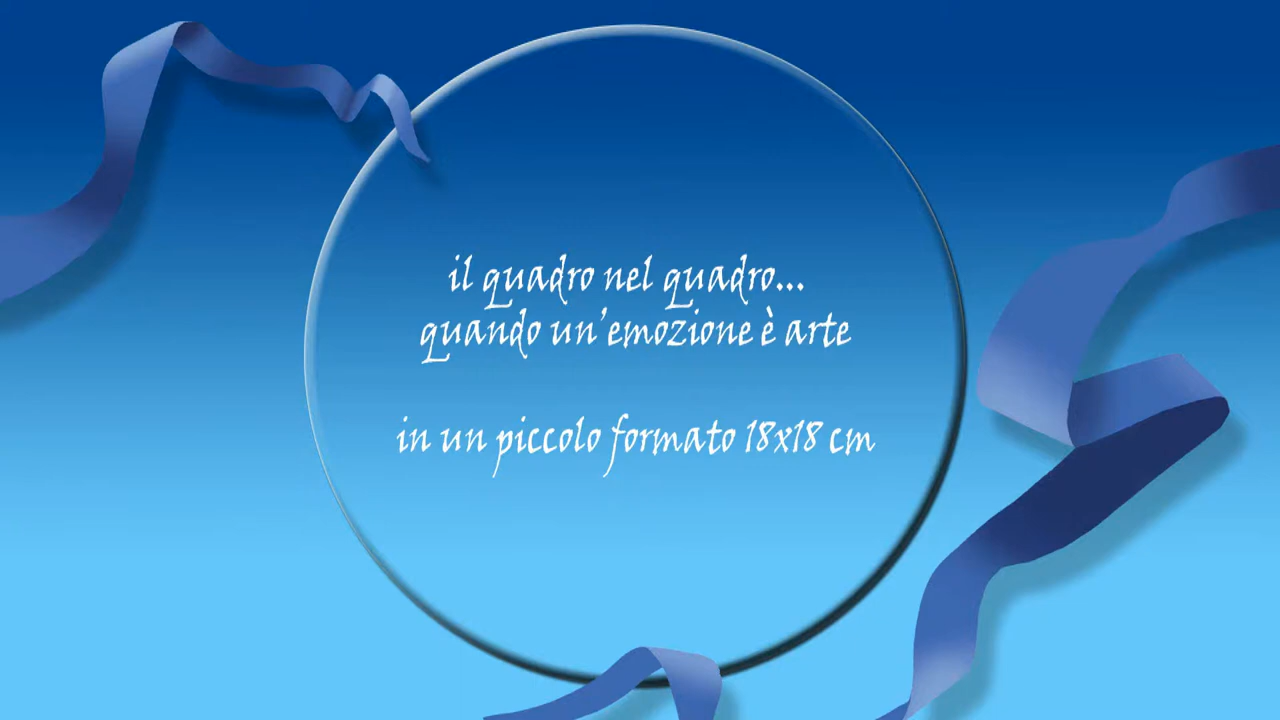 il quadro nel quadro...
quando un'emozione è arte
in un piccolo formato 18x18 cm